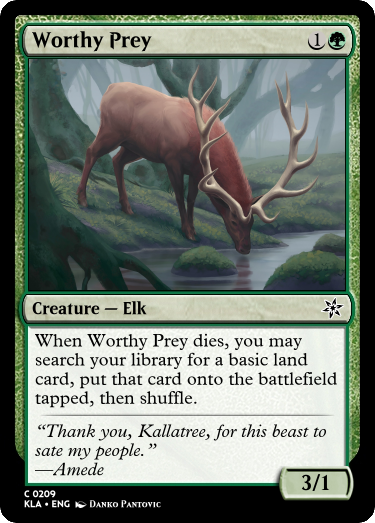 Worthy Prey 1
Creature — Elk
When Worthy Prey dies, you may
search your library for a basic land
card, put that card onto the battlefield
tapped, then shuffle.
“Thank you, Kallatree, for this beast to
sate my people.”
—Amede
3/1
C 0209
KLA • ENG Danko Pantovic